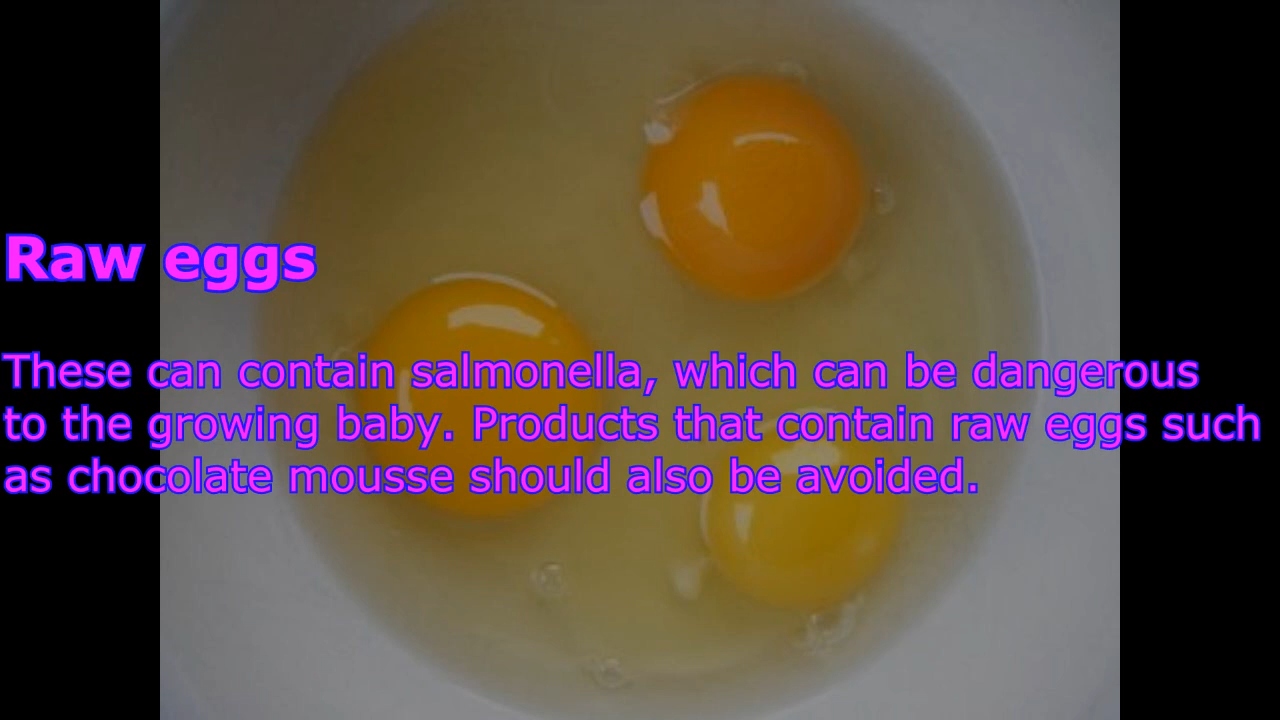 Raw eggs
These can contain salmonella, which can be dangerous
to the growing baby. Products that contain raw eggs such
as chocolate mousse should also be avoided.